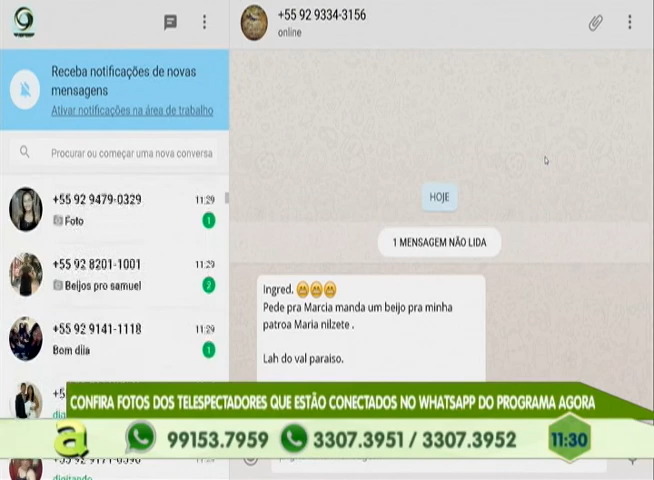 +55 92 9334-3156
online
Receba notificações de novas
mensagens
Ativar notificações na área de trabalho
Procurar ou começar uma nova conversa
+55 92 9479-0329 11:29
Foto 1
+55 92 8201-1001 11:29
Beijos pro samuel 2
+55 92 9141-1118 11:29
Bom diia 1
HOJE
1 MENSAGEM NÃO LIDA
Ingred. 😁😁😁
Pede pra Marcia manda um beijo pra minha
patroa Maria nilzete .
Lah do val paraiso.
CONFIRA FOTOS DOS TELESPECTADORES QUE ESTÃO CONECTADOS NO WHATSAPP DO PROGRAMA AGORA
a 99153.7959 3307.3951 / 3307.3952 11:30
digitando